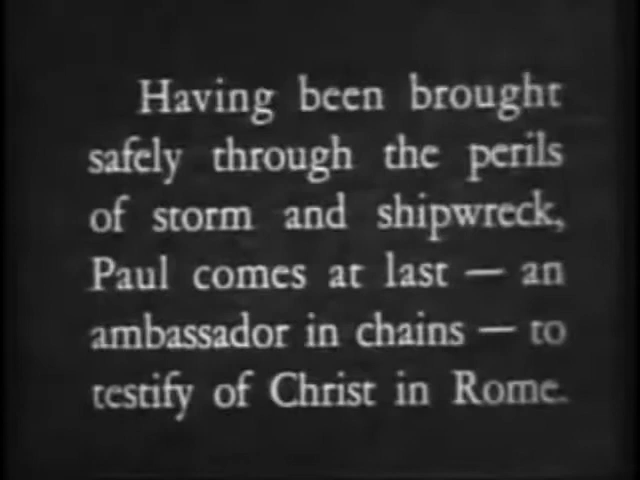 Having been brought
safely through the perils
of storm and shipwreck,
Paul comes at last — an
ambassador in chains — to
testify of Christ in Rome.